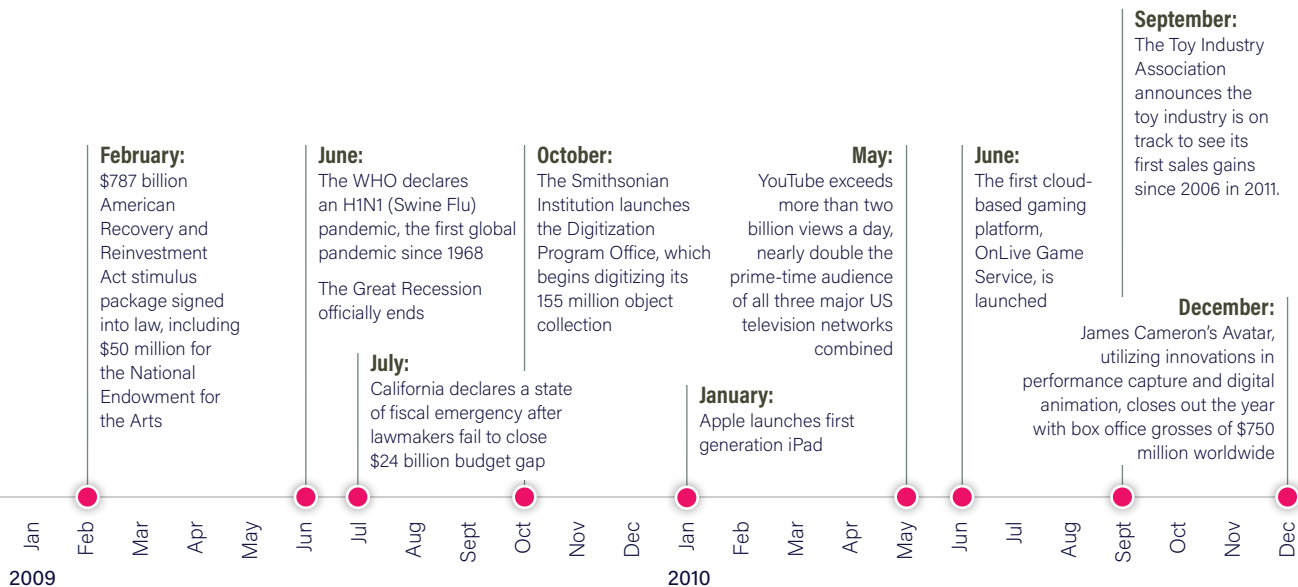 February:
$787 billion
American
Recovery and
Reinvestment
Act stimulus
package signed
into law, including
$50 million for
the National
Endowment for
the Arts
June:
The WHO declares
an H1N1 (Swine Flu)
pandemic, the first global
pandemic since 1968
The Great Recession
officially ends
July:
California declares a state
of fiscal emergency after
lawmakers fail to close
$24 billion budget gap
October:
The Smithsonian
Institution launches
the Digitization
Program Office, which
begins digitizing its
155 million object
collection
January:
Apple launches first
generation iPad
May:
YouTube exceeds
more than two
billion views a day,
nearly double the
prime-time audience
of all three major US
television networks
combined
June:
The first cloud-
based gaming
platform,
OnLive Game
Service, is
launched
September:
The Toy Industry
Association
announces the
toy industry is on
track to see its
first sales gains
since 2006 in 2011.
December:
James Cameron's Avatar,
utilizing innovations in
performance capture and digital
animation, closes out the year
with box office grosses of $750
million worldwide
Jan
Feb
Mar
Apr
May
Jun
Jul
Aug
Sept
Oct
Nov
Dec
Jan
Feb
Mar
Apr
May
Jun
Jul
Aug
Sept
Oct
Nov
Dec
2009
2010